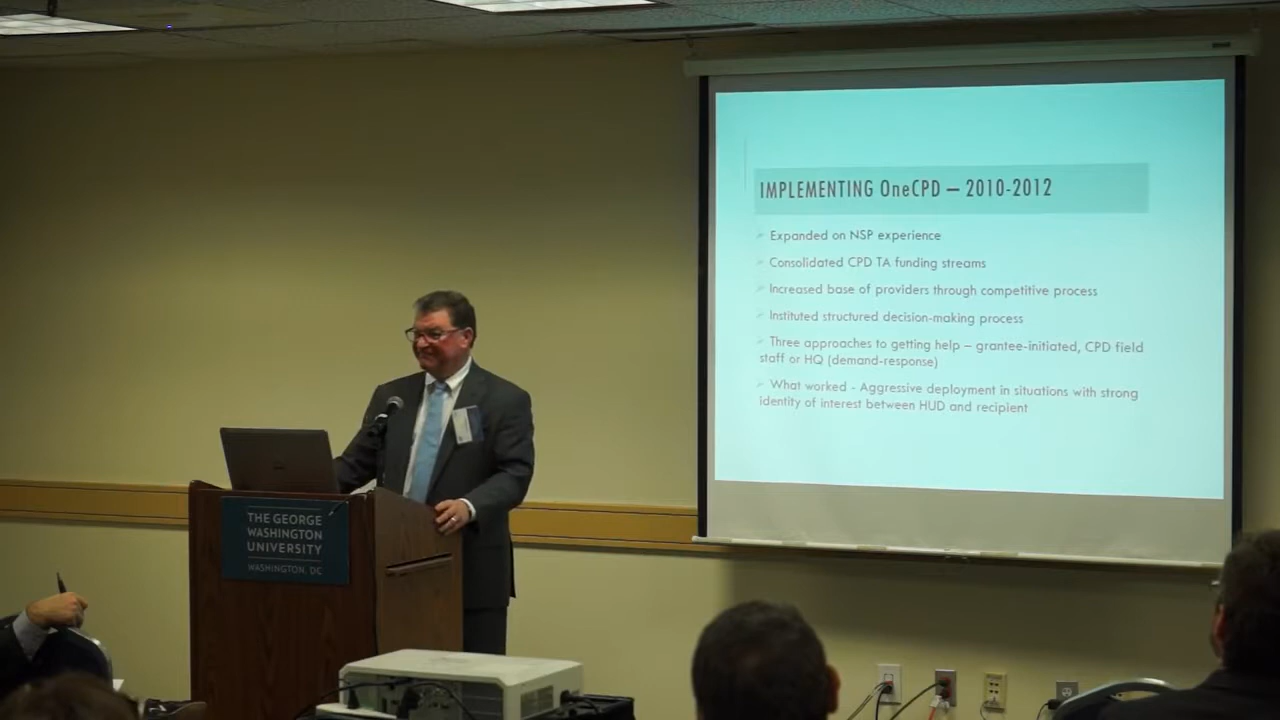 IMPLEMENTING OneCPD – 2010-2012
Expanded on NSP experience
Consolidated CPD TA funding streams
Increased base of providers through competitive process
Instituted structured decision-making process
Three approaches to getting help – grantee-initiated, CPD field
staff or HQ (demand-response)
What worked - Aggressive deployment in situations with strong
identity of interest between HUD and recipient
THE GEORGE
WASHINGTON
UNIVERSITY
WASHINGTON, DC